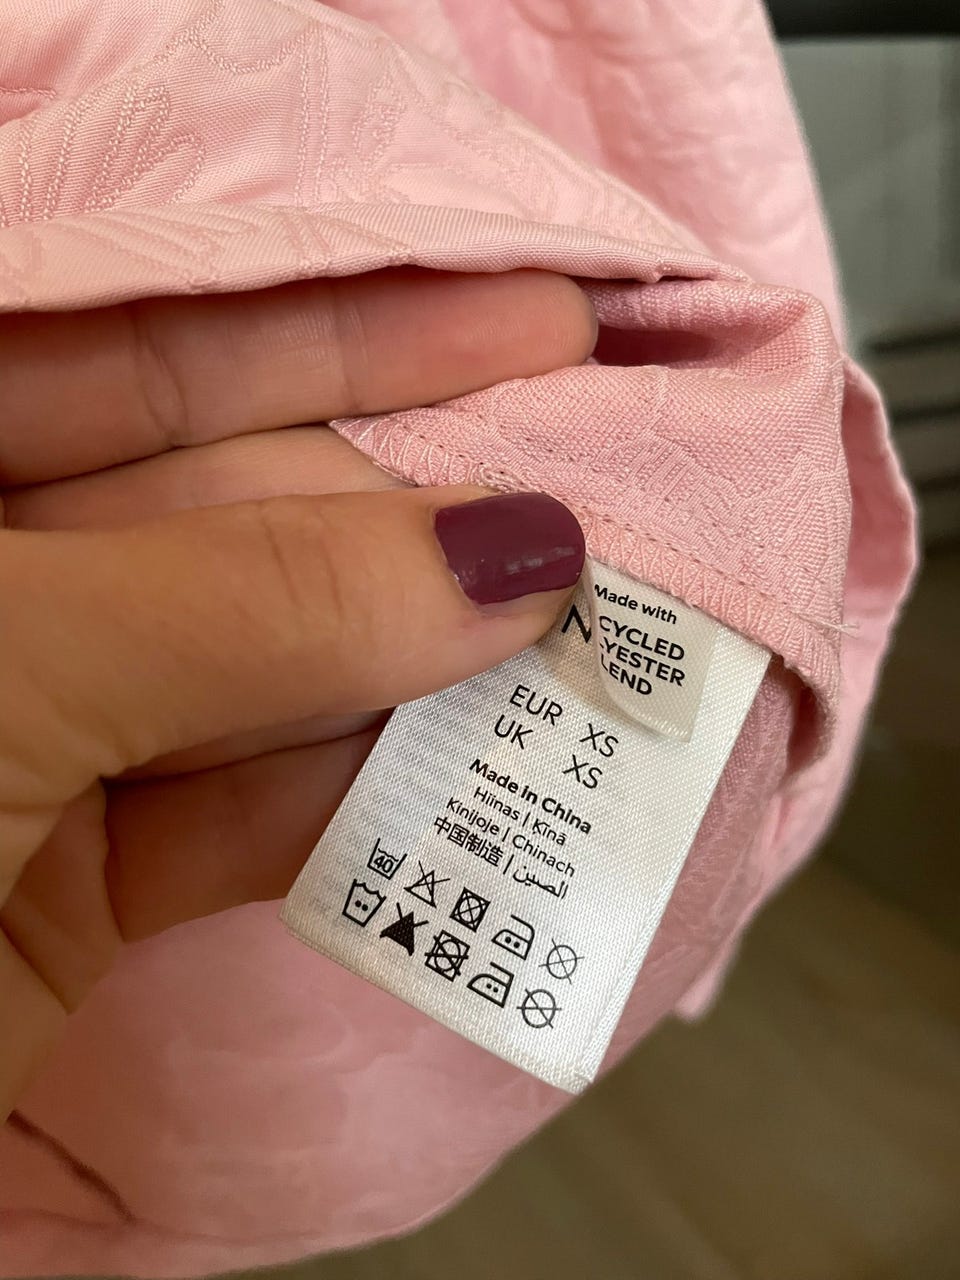 Made with
CYCLED
YESTER
LEND
EUR XS
UK XS
Made in China
Hiinas | Ķīnā
Kinijoje | Chinach
中国制造 | الصين
40